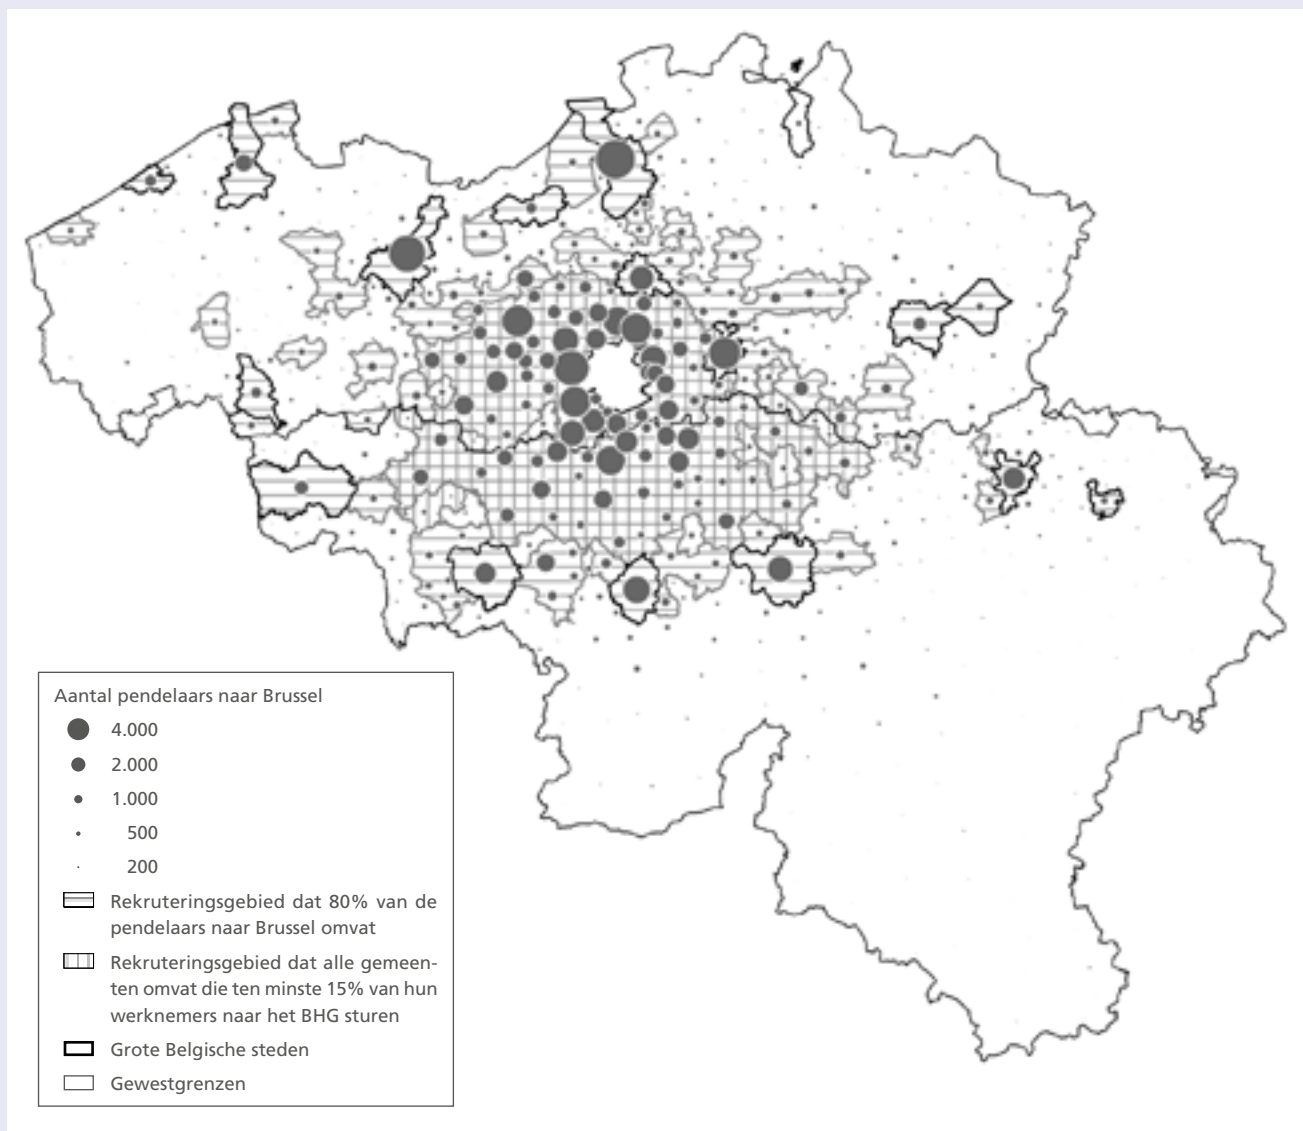 Aantal pendelaars naar Brussel
4.000
2.000
1.000
500
200
Rekruteringsgebied dat 80% van de
pendelaars naar Brussel omvat
Rekruteringsgebied dat alle gemeen-
ten omvat die ten minste 15% van hun
werknemers naar het BHG sturen
Grote Belgische steden
Gewestgrenzen